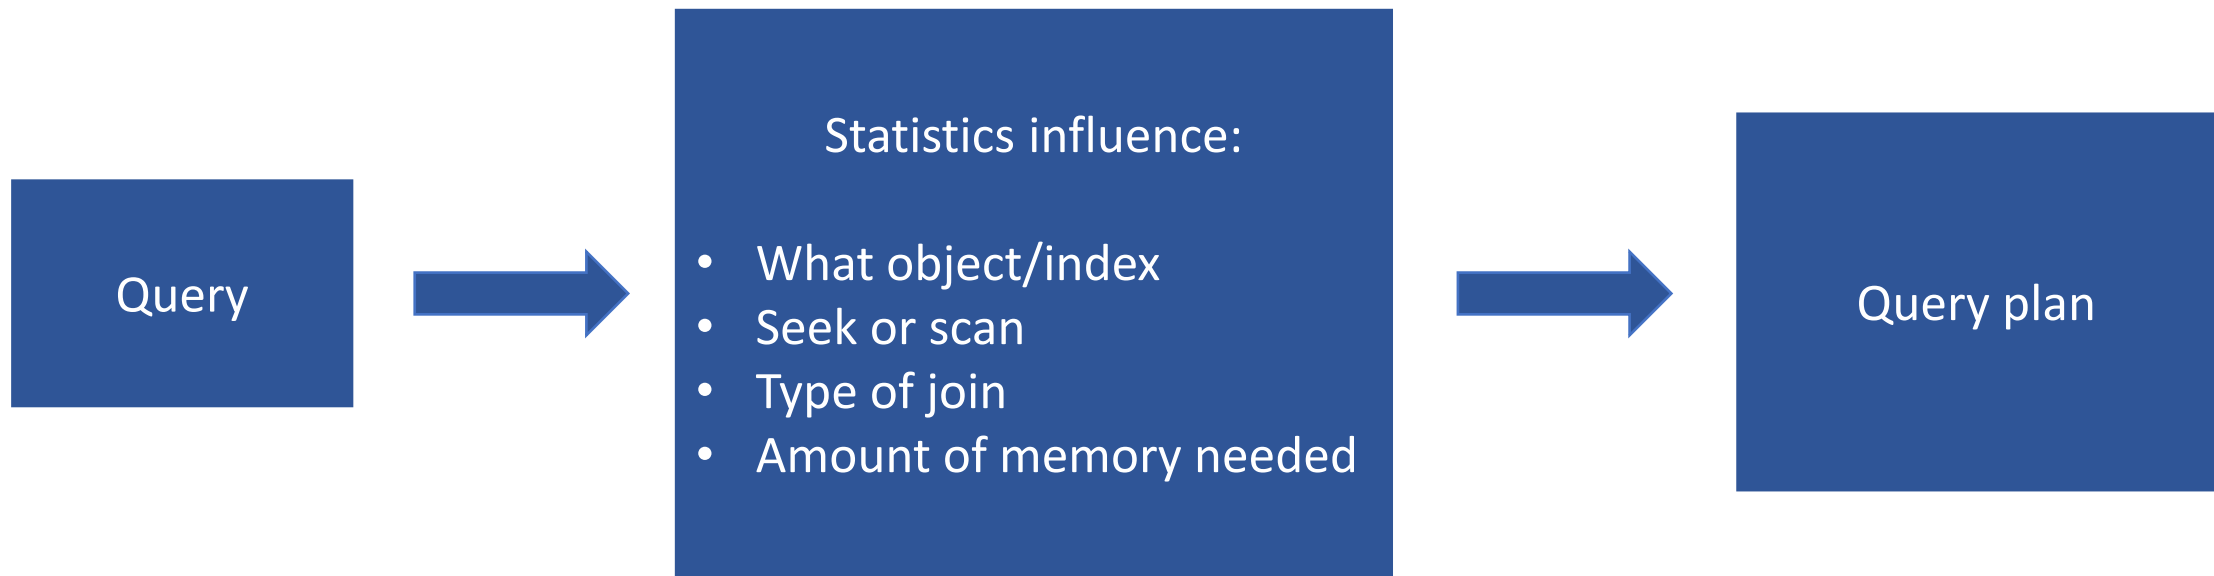 Query
Statistics influence:
• What object/index
• Seek or scan
• Type of join
• Amount of memory needed
Query plan